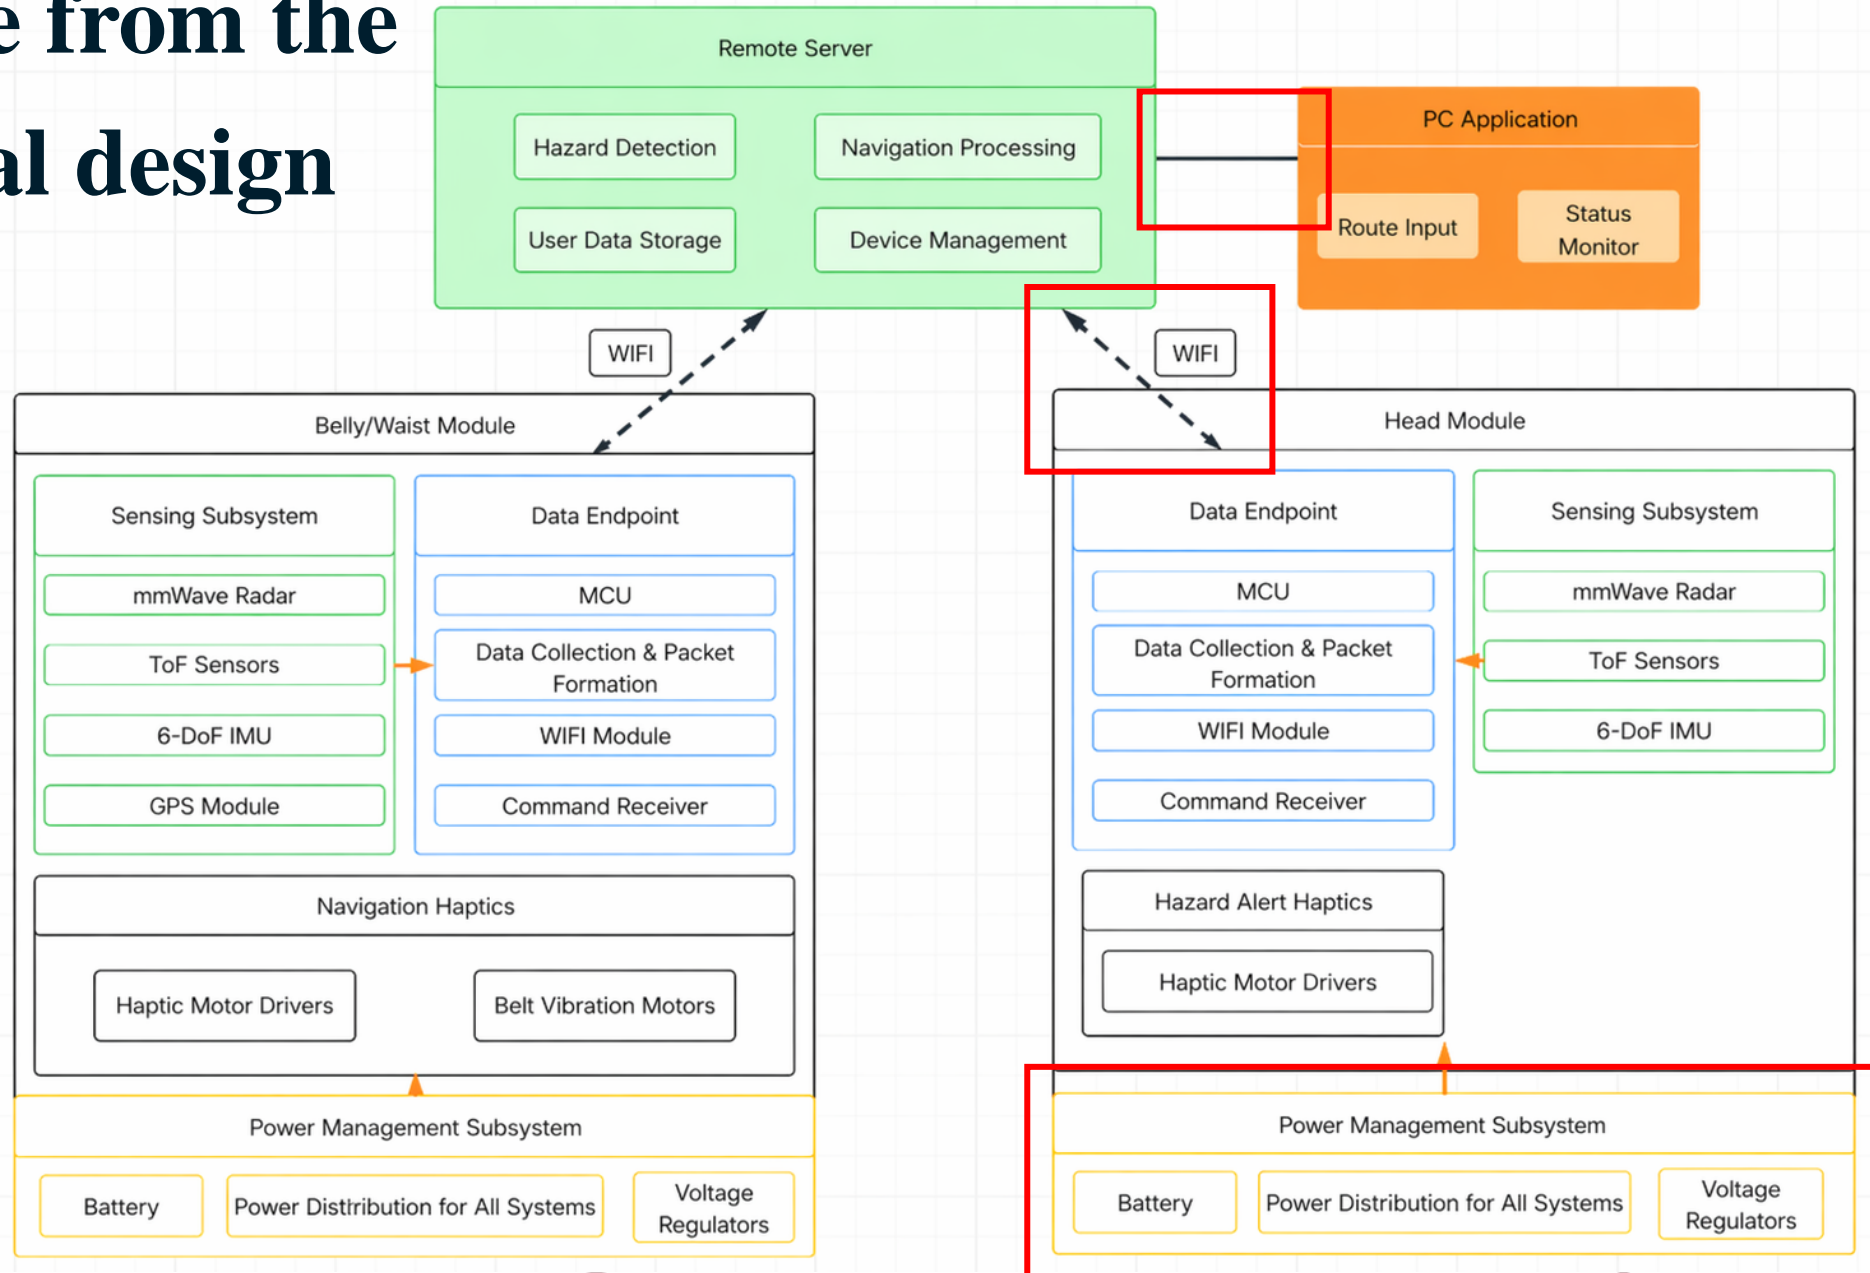 e from the
al design
Remote Server
Hazard Detection
Navigation Processing
User Data Storage
Device Management
PC Application
Route Input
Status
Monitor
WIFI
WIFI
Belly/Waist Module
Sensing Subsystem
mmWave Radar
ToF Sensors
6-DoF IMU
GPS Module
Data Endpoint
MCU
Data Collection & Packet
Formation
WIFI Module
Command Receiver
Navigation Haptics
Haptic Motor Drivers
Belt Vibration Motors
Power Management Subsystem
Battery
Power Distlribution for All Systems
Voltage
Regulators
Head Module
Data Endpoint
MCU
Data Collection & Packet
Formation
WIFI Module
Command Receiver
Sensing Subsystem
mmWave Radar
ToF Sensors
6-DoF IMU
Hazard Alert Haptics
Haptic Motor Drivers
Power Management Subsystem
Battery
Power Distribution for All Systems
Voltage
Regulators